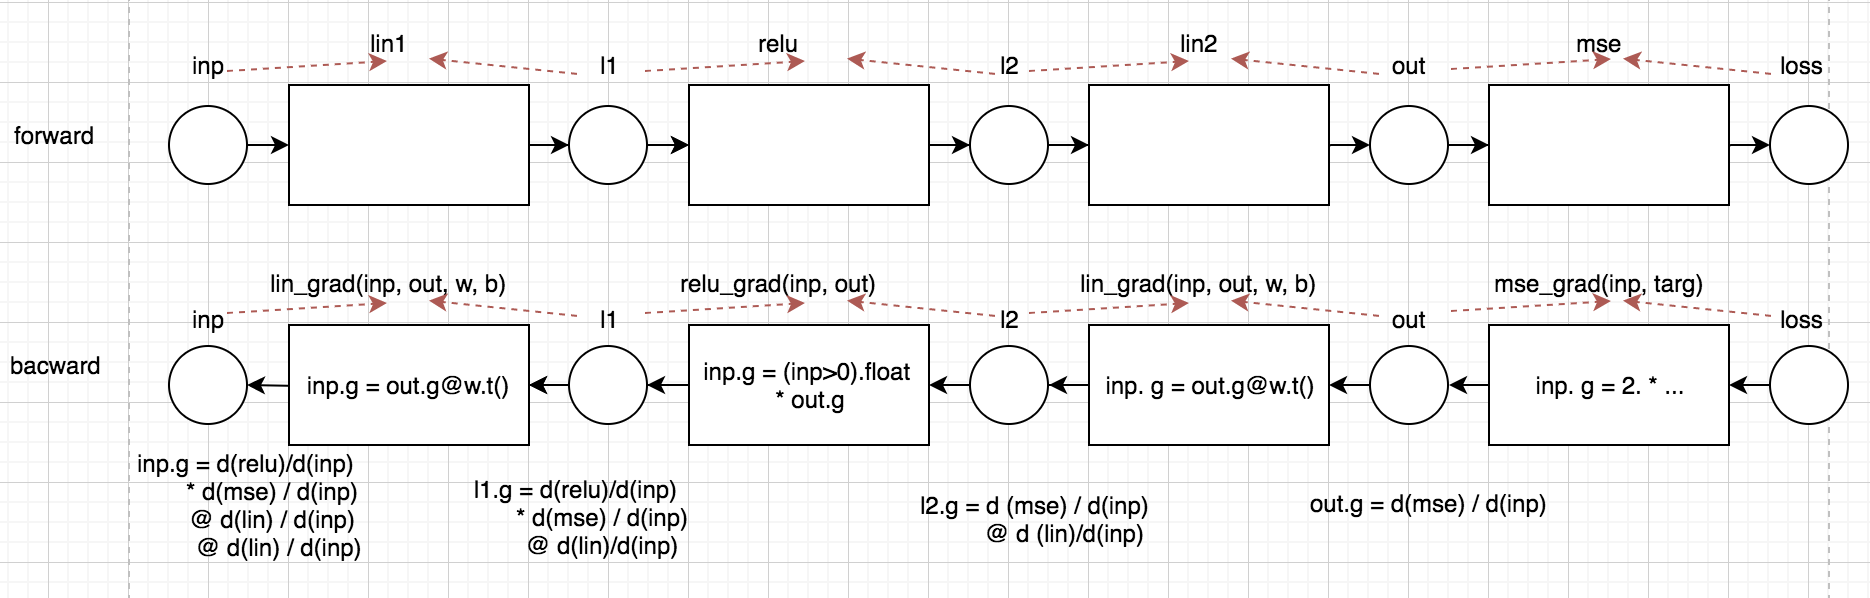 lin1
relu
lin2
mse
inp
l1
l2
out
loss
forward
lin_grad(inp, out, w, b)
relu_grad(inp, out)
lin_grad(inp, out, w, b)
mse_grad(inp, targ)
inp
l1
l2
out
loss
bacward
inp.g = out.g@w.t()
inp.g = (inp>0).float
* out.g
inp. g = out.g@w.t()
inp. g = 2. * ...
inp.g = d(relu)/d(inp)
* d(mse) / d(inp)
@ d(lin) / d(inp)
@ d(lin) / d(inp)
l1.g = d(relu)/d(inp)
* d(mse) / d(inp)
@ d(lin)/d(inp)
l2.g = d (mse) / d(inp)
@ d (lin)/d(inp)
out.g = d(mse) / d(inp)